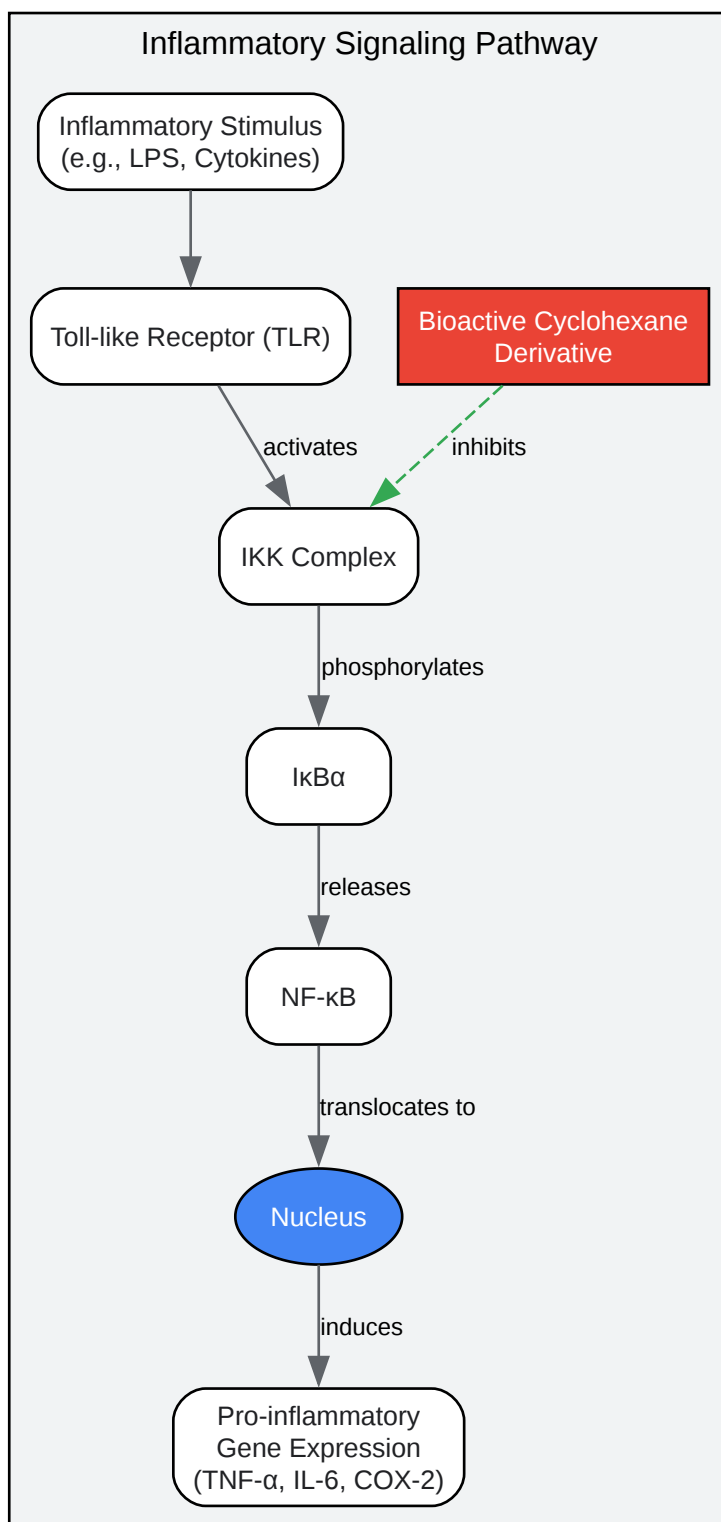 Inflammatory Signaling Pathway
Inflammatory Stimulus
(e.g., LPS, Cytokines)
Toll-like Receptor (TLR)
Bioactive Cyclohexane
Derivative
activates
inhibits
IKK Complex
phosphorylates
IκBα
releases
NF-κB
translocates to
Nucleus
induces
Pro-inflammatory
Gene Expression
(TNF-α, IL-6, COX-2)